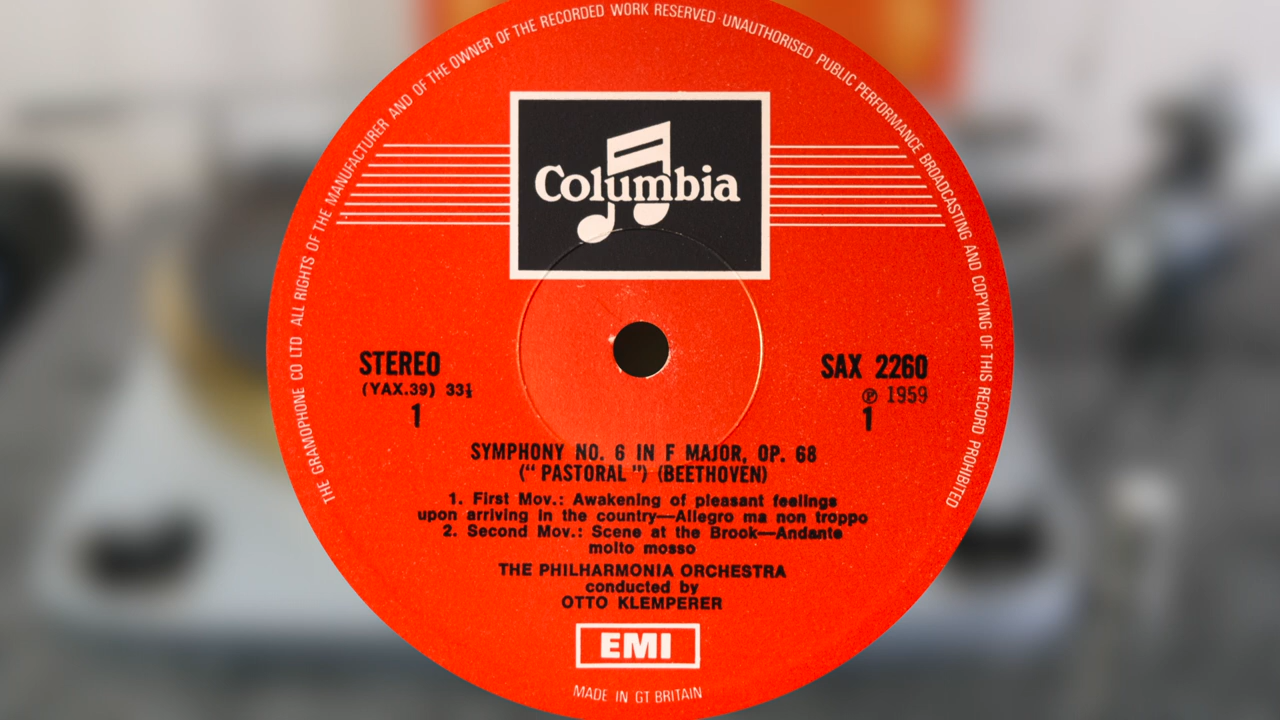 THE GRAMOPHONE CO LTD ALL RIGHTS OF THE MANUFACTURER AND OF THE OWNER OF THE RECORDED WORK RESERVED · UNAUTHORISED PUBLIC PERFORMANCE BROADCASTING AND COPYING OF THIS RECORD PROHIBITED
Columbia
STEREO
(YAX.39) 33⅓
1
SAX 2260
℗ 1959
1
SYMPHONY NO. 6 IN F MAJOR, OP. 68
(“ PASTORAL ”) (BEETHOVEN)
1. First Mov.: Awakening of pleasant feelings
upon arriving in the country—Allegro ma non troppo
2. Second Mov.: Scene at the Brook—Andante
molto mosso
THE PHILHARMONIA ORCHESTRA
conducted by
OTTO KLEMPERER
EMI
MADE IN GT BRITAIN